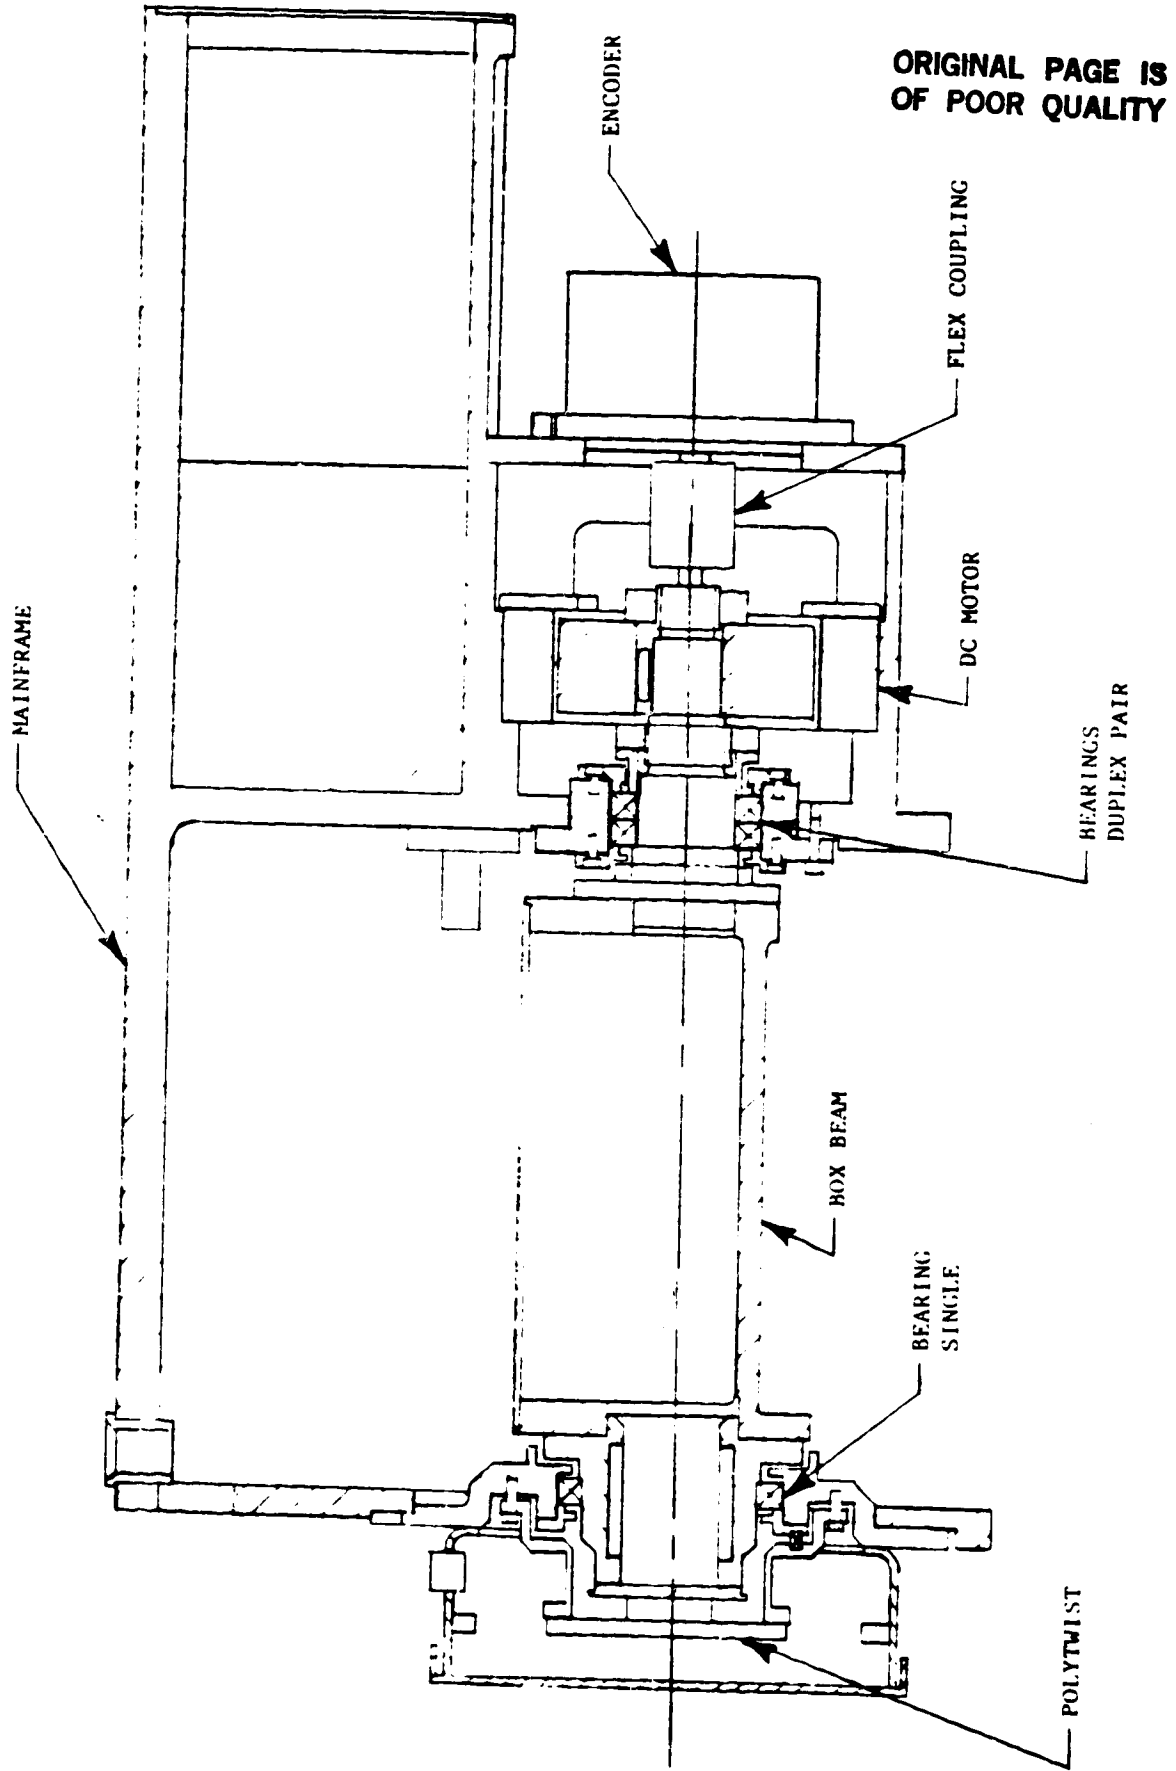 ORIGINAL PAGE IS
OF POOR QUALITY
MAINFRAME
ENCODER
FLEX COUPLING
DC MOTOR
BEARINGS
DUPLEX PAIR
BOX BEAM
BEARING
SINGLE
POLYTWIST